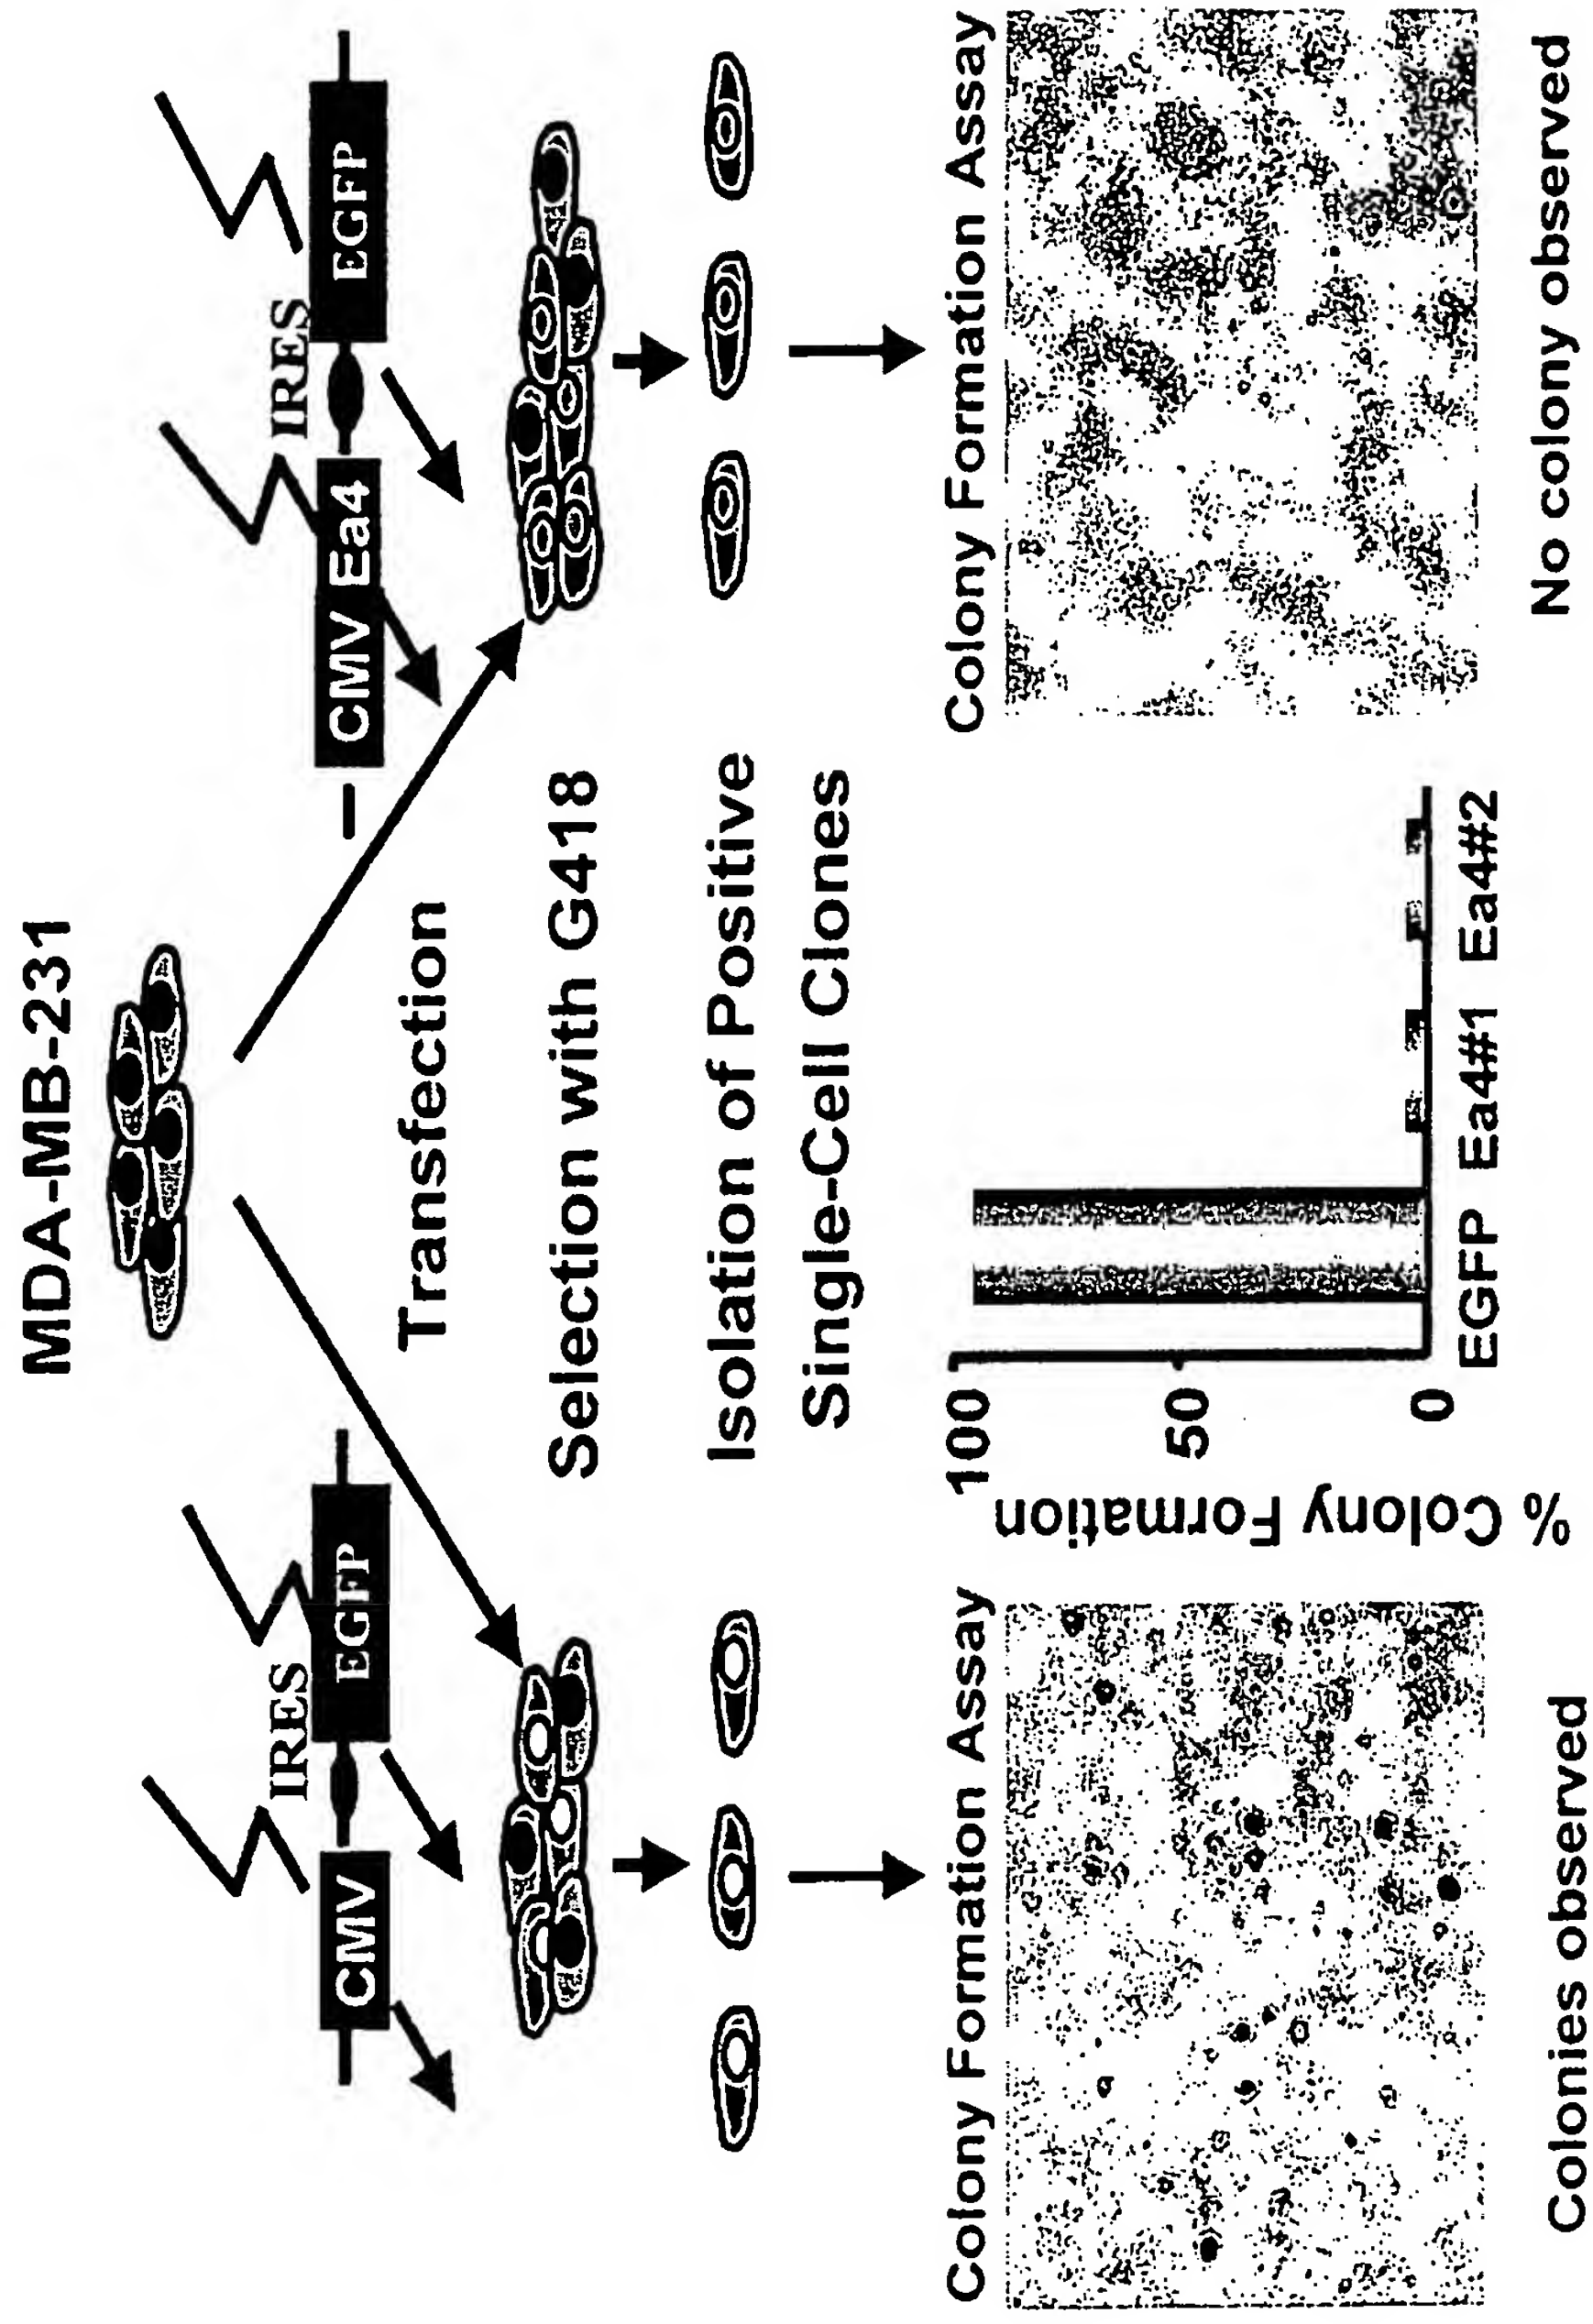 MDA-MB-231
IRES
CMV
EGFP
IRES
CMV Ea4
EGFP
Transfection
Selection with G418
Isolation of Positive
Single-Cell Clones
Colony Formation Assay
Colonies observed
% Colony Formation
100
50
0
EGFP Ea4#1 Ea4#2
Colony Formation Assay
No colony observed